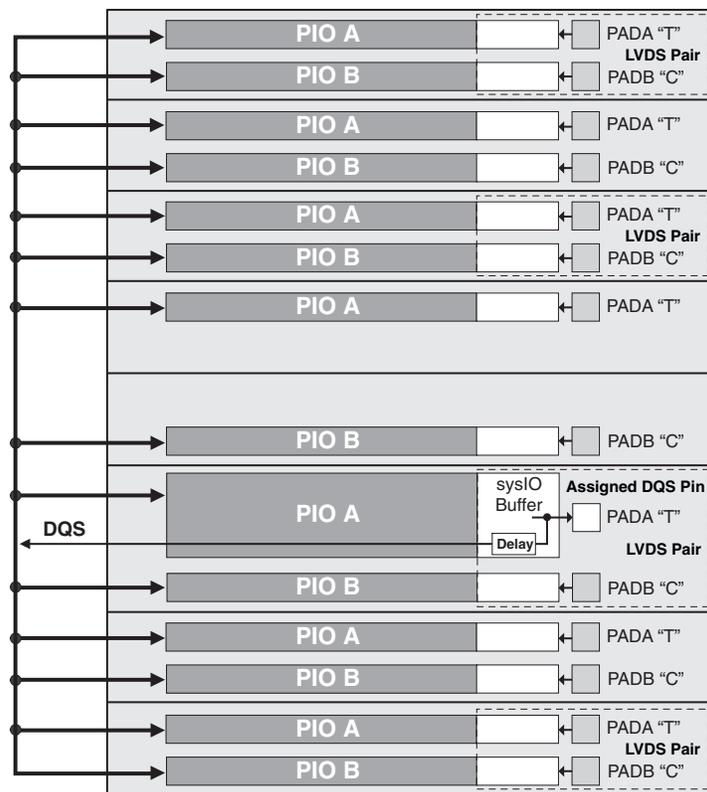 PIO A PADA “T”
LVDS Pair
PIO B PADB “C”
PIO A PADA “T”
PIO B PADB “C”
PIO A PADA “T”
LVDS Pair
PIO B PADB “C”
PIO A PADA “T”
PIO B PADB “C”
sysIO Assigned DQS Pin
Buffer
PIO A PADA “T”
DQS
Delay LVDS Pair
PIO B PADB “C”
PIO A PADA “T”
PIO B PADB “C”
PIO A PADA “T”
LVDS Pair
PIO B PADB “C”